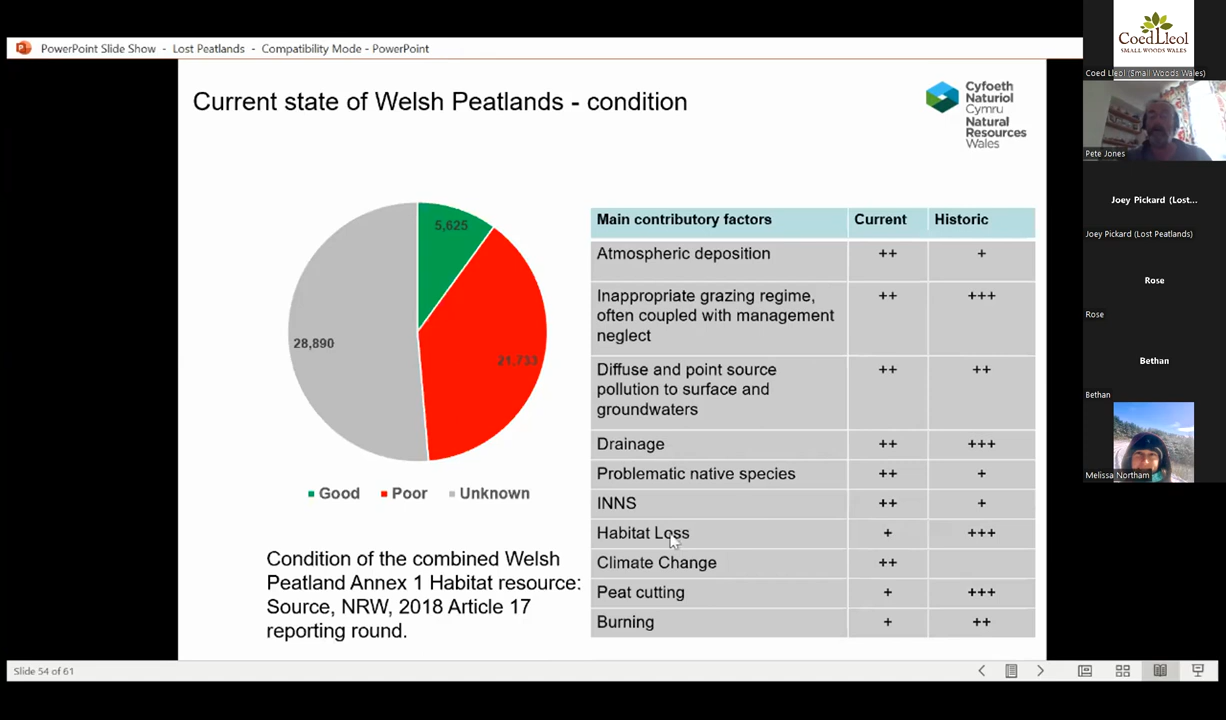 PowerPoint Slide Show - Lost Peatlands - Compatibility Mode - PowerPoint
Current state of Welsh Peatlands - condition
Cyfoeth
Naturiol
Cymru
Natural
Resources
Wales
5,625
28,890
21,733
Good Poor Unknown
Condition of the combined Welsh
Peatland Annex 1 Habitat resource:
Source, NRW, 2018 Article 17
reporting round.
Main contributory factors Current Historic
Atmospheric deposition ++ +
Inappropriate grazing regime, ++ +++
often coupled with management
neglect
Diffuse and point source ++ ++
pollution to surface and
groundwaters
Drainage ++ +++
Problematic native species ++ +
INNS ++ +
Habitat Loss + +++
Climate Change ++
Peat cutting + +++
Burning + ++
Slide 54 of 61
Coed Lleol
SMALL WOODS WALES
Coed Lleol (Small Woods Wales)
Pete Jones
Joey Pickard (Lost...
Joey Pickard (Lost Peatlands)
Rose
Rose
Bethan
Bethan
Melissa Northam